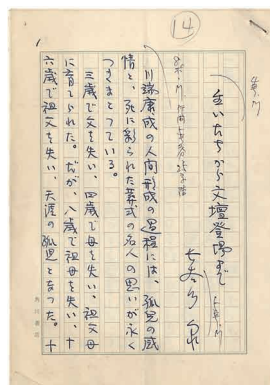 14
生いたちから文壇登場まで
川端康成の人間形成の過程には、孤児の感
情と、死に彩られた葬式の名人の思いが永く
つきまとっている。
三歳で父を失い、四歳で母を失い、祖父母
に育てられた。だが、八歳で祖母を失い、十
六歳で祖父を失い、天涯の孤児となった。